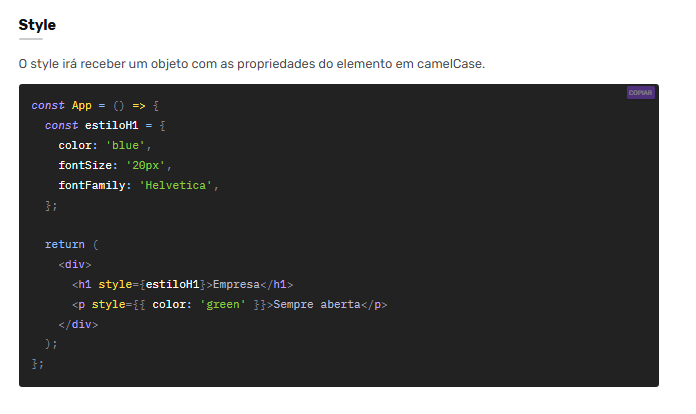 Style
O style irá receber um objeto com as propriedades do elemento em camelCase.
COPIAR
const App = () => {
  const estiloH1 = {
    color: 'blue',
    fontSize: '20px',
    fontFamily: 'Helvetica',
  };

  return (
    <div>
      <h1 style={estiloH1}>Empresa</h1>
      <p style={{ color: 'green' }}>Sempre aberta</p>
    </div>
  );
};